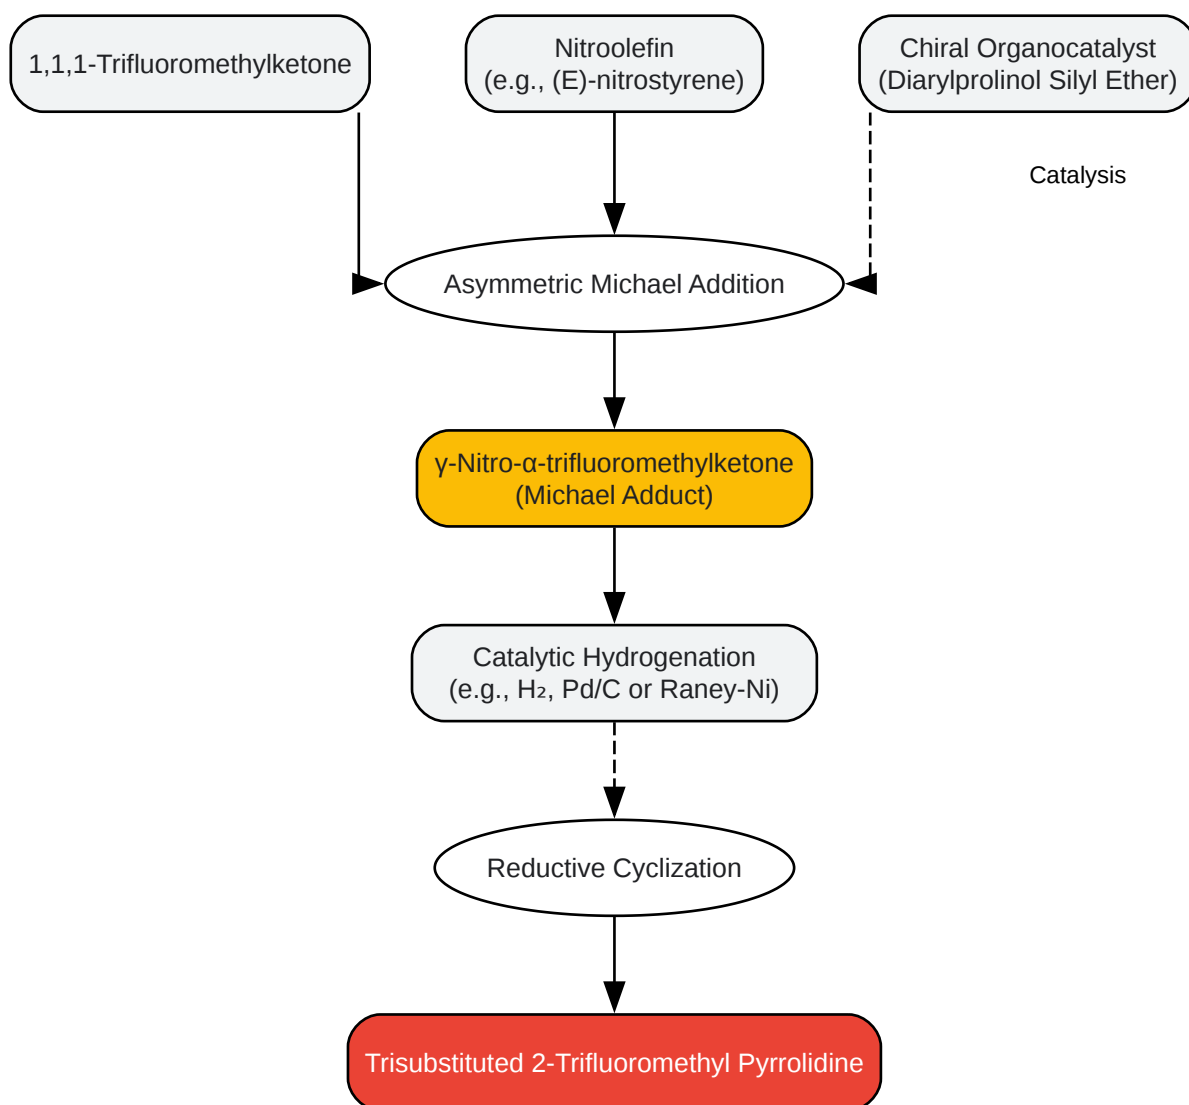 1,1,1-Trifluoromethylketone
Nitroolefin
(e.g., (E)-nitrostyrene)
Chiral Organocatalyst
(Diarylprolinol Silyl Ether)
Catalysis
Asymmetric Michael Addition
γ-Nitro-α-trifluoromethylketone
(Michael Adduct)
Catalytic Hydrogenation
(e.g., H₂, Pd/C or Raney-Ni)
Reductive Cyclization
Trisubstituted 2-Trifluoromethyl Pyrrolidine